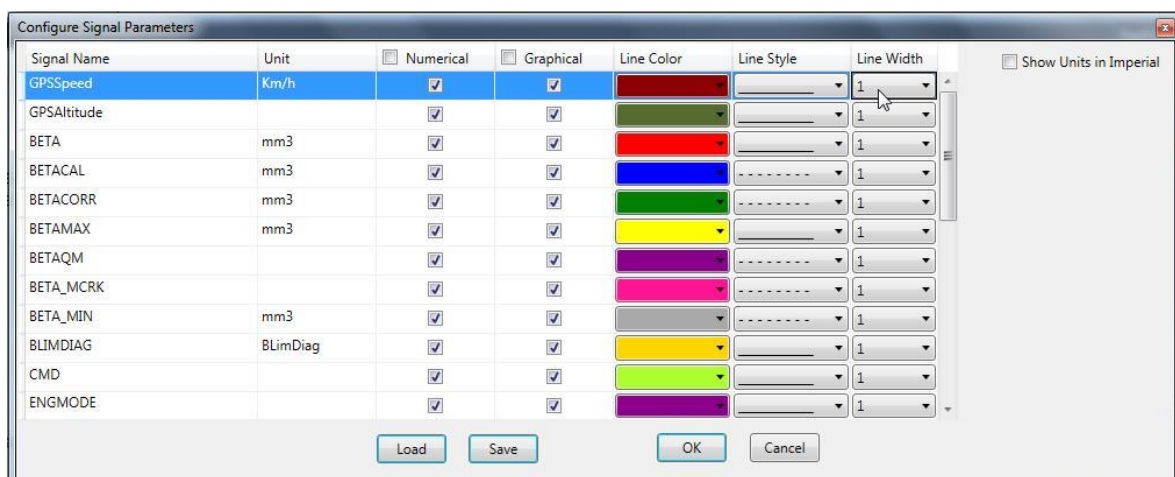 Configure Signal Parameters
Signal Name Unit Numerical Graphical Line Color Line Style Line Width Show Units in Imperial
GPSSpeed Km/h 1
GPSAltitude 1
BETA mm3 1
BETACAL mm3 1
BETACORR mm3 1
BETAMAX mm3 1
BETAQM 1
BETA_MCRK 1
BETA_MIN mm3 1
BLIMDIAG BLimDiag 1
CMD 1
ENGMODE 1
Load Save OK Cancel